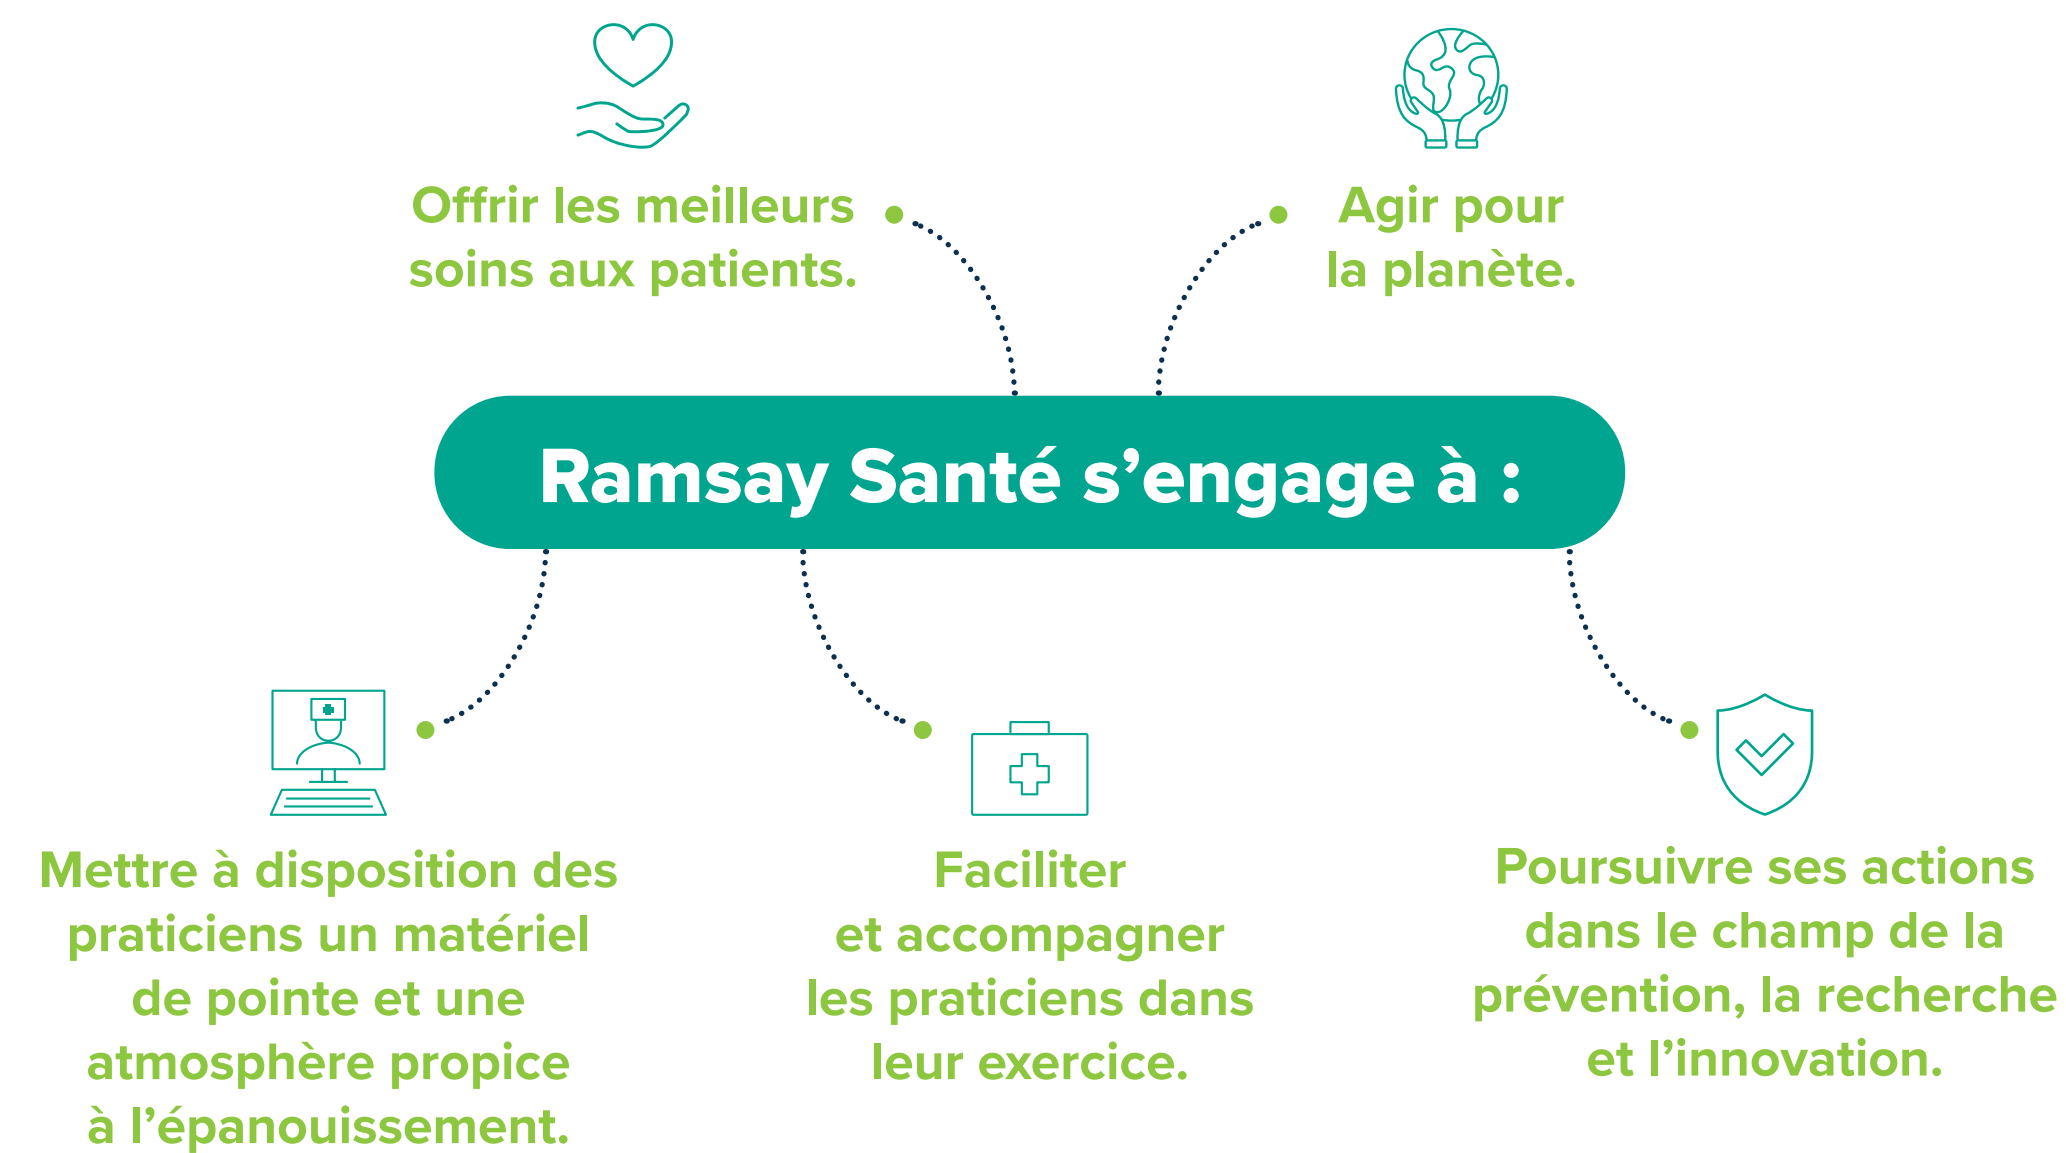 Offrir les meilleurs
soins aux patients.
Agir pour
la planète.
Ramsay Santé s’engage à :
Mettre à disposition des
praticiens un matériel
de pointe et une
atmosphère propice
à l’épanouissement.
Faciliter
et accompagner
les praticiens dans
leur exercice.
Poursuivre ses actions
dans le champ de la
prévention, la recherche
et l’innovation.